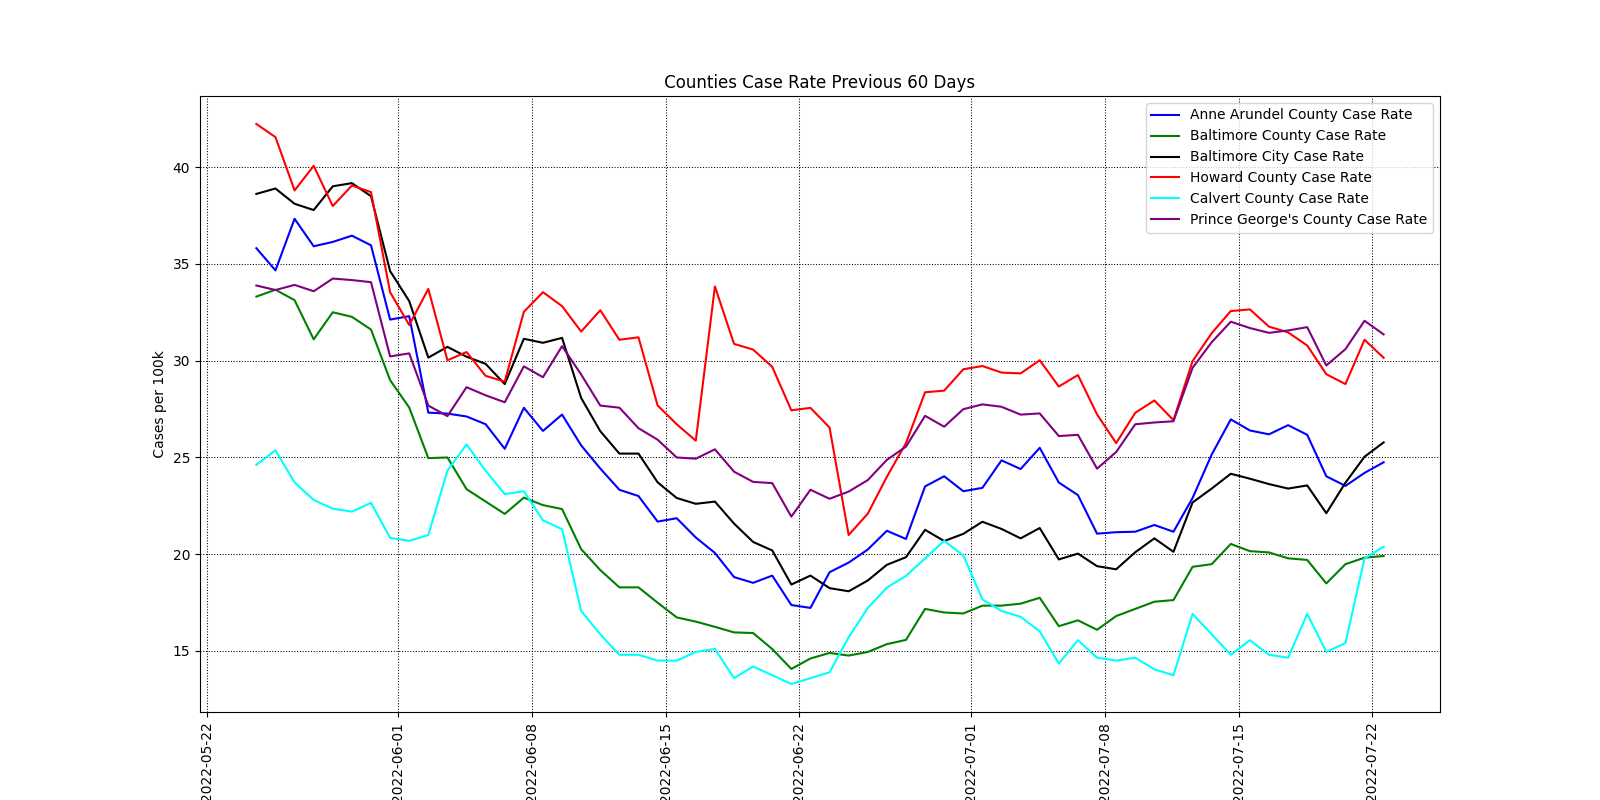 Counties Case Rate Previous 60 Days
Anne Arundel County Case Rate
Baltimore County Case Rate
Baltimore City Case Rate
Howard County Case Rate
Calvert County Case Rate
Prince George's County Case Rate
Cases per 100k
40
35
30
25
20
15
2022-05-22
2022-06-01
2022-06-08
2022-06-15
2022-06-22
2022-07-01
2022-07-08
2022-07-15
2022-07-22